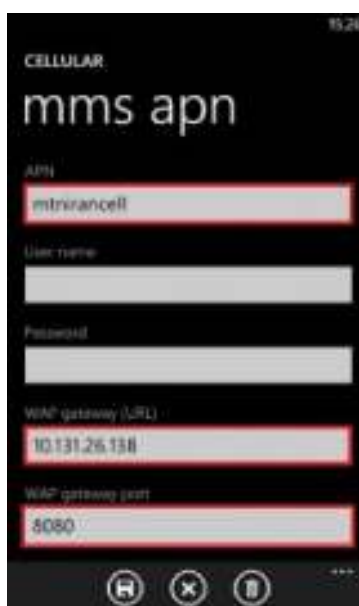 15:26
CELLULAR
mms apn
APN
mtnirancell
User name
Password
WAP gateway (URL)
10.131.26.138
WAP gateway port
8080